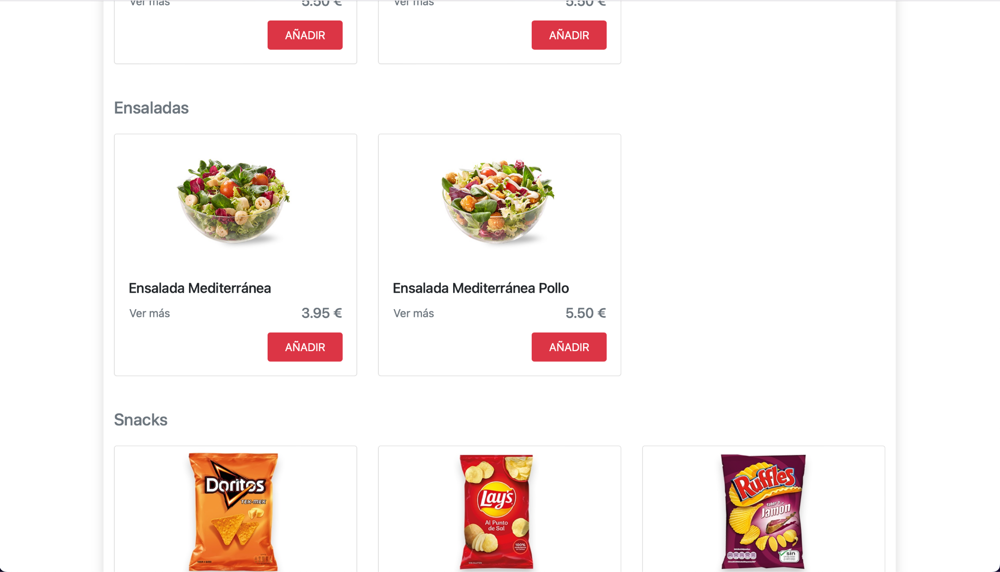 Ver más 5.50 € Ver más 5.50 €
AÑADIR AÑADIR
Ensaladas
Ensalada Mediterránea Ensalada Mediterránea Pollo
Ver más 3.95 € Ver más 5.50 €
AÑADIR AÑADIR
Snacks
Doritos
TEX-MEX
Lay's
Al Punto
de Sal
100%
Ruffles
Sabor a
Jamón
sin